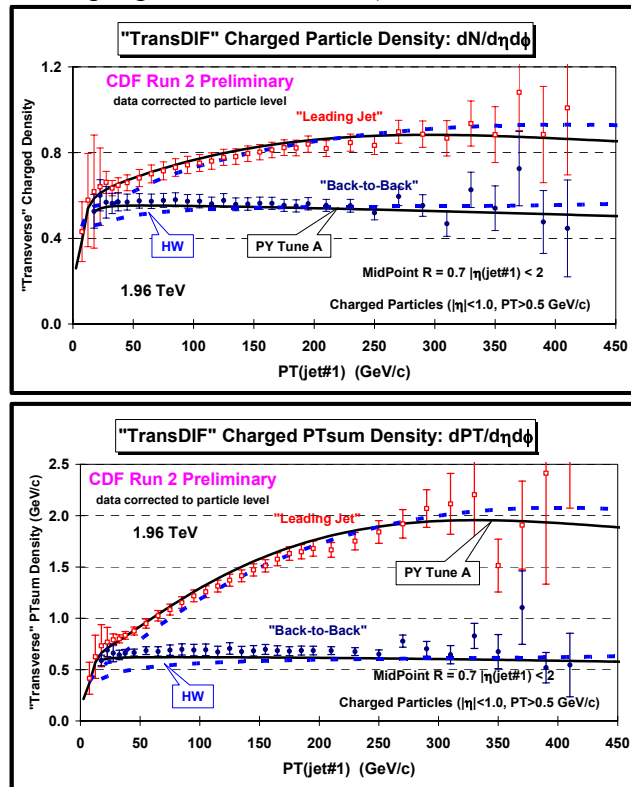 "TransDIF" Charged Particle Density: dN/dηdϕ
1.2
CDF Run 2 Preliminary
data corrected to particle level
"Leading Jet"
0.8
"Back-to-Back"
0.4
HW
PY Tune A
MidPoint R = 0.7 |η(jet#1) < 2
1.96 TeV
Charged Particles (|η|<1.0, PT>0.5 GeV/c)
0.0
"Transverse" Charged Density
0 50 100 150 200 250 300 350 400 450
PT(jet#1) (GeV/c)
"TransDIF" Charged PTsum Density: dPT/dηdϕ
2.5
CDF Run 2 Preliminary
data corrected to particle level
2.0
1.96 TeV
"Leading Jet"
1.5
PY Tune A
1.0
"Back-to-Back"
0.5
HW
MidPoint R = 0.7 |η(jet#1) < 2
Charged Particles (|η|<1.0, PT>0.5 GeV/c)
0.0
"Transverse" PTsum Density (GeV/c)
0 50 100 150 200 250 300 350 400 450
PT(jet#1) (GeV/c)